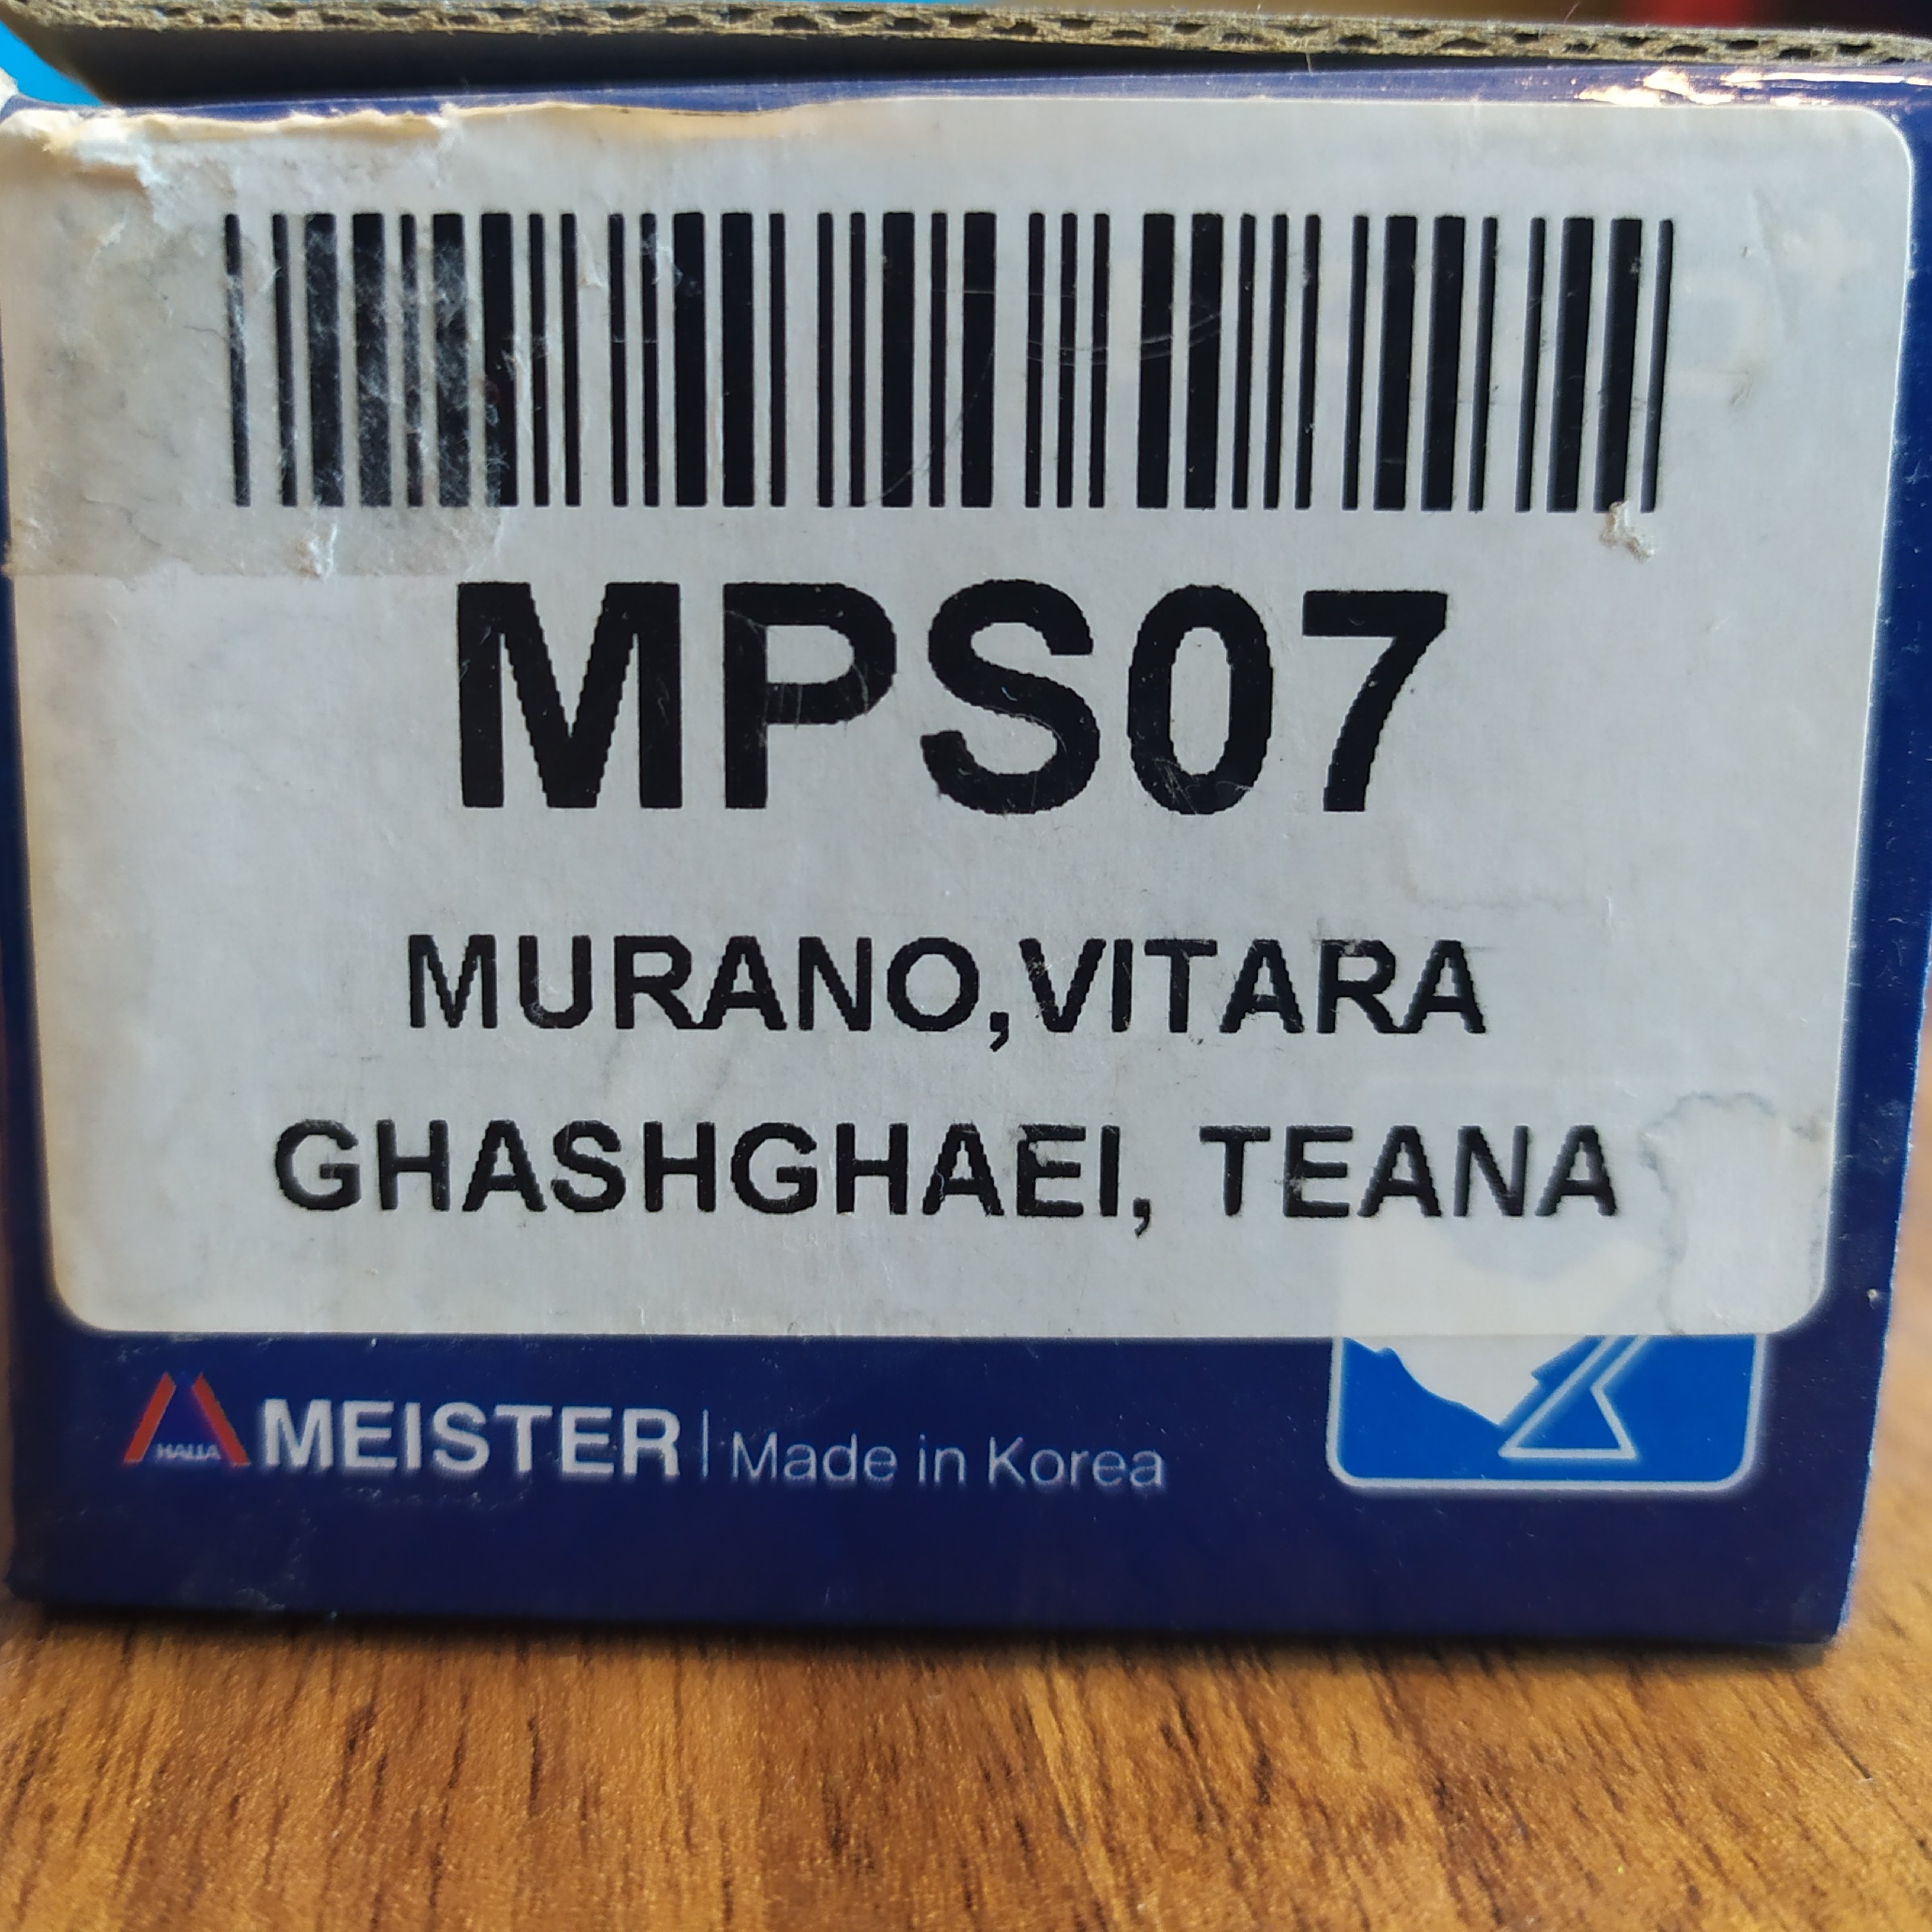 MPS07
MURANO,VITARA
GHASHGHAEI, TEANA
HALLA MEISTER | Made in Korea